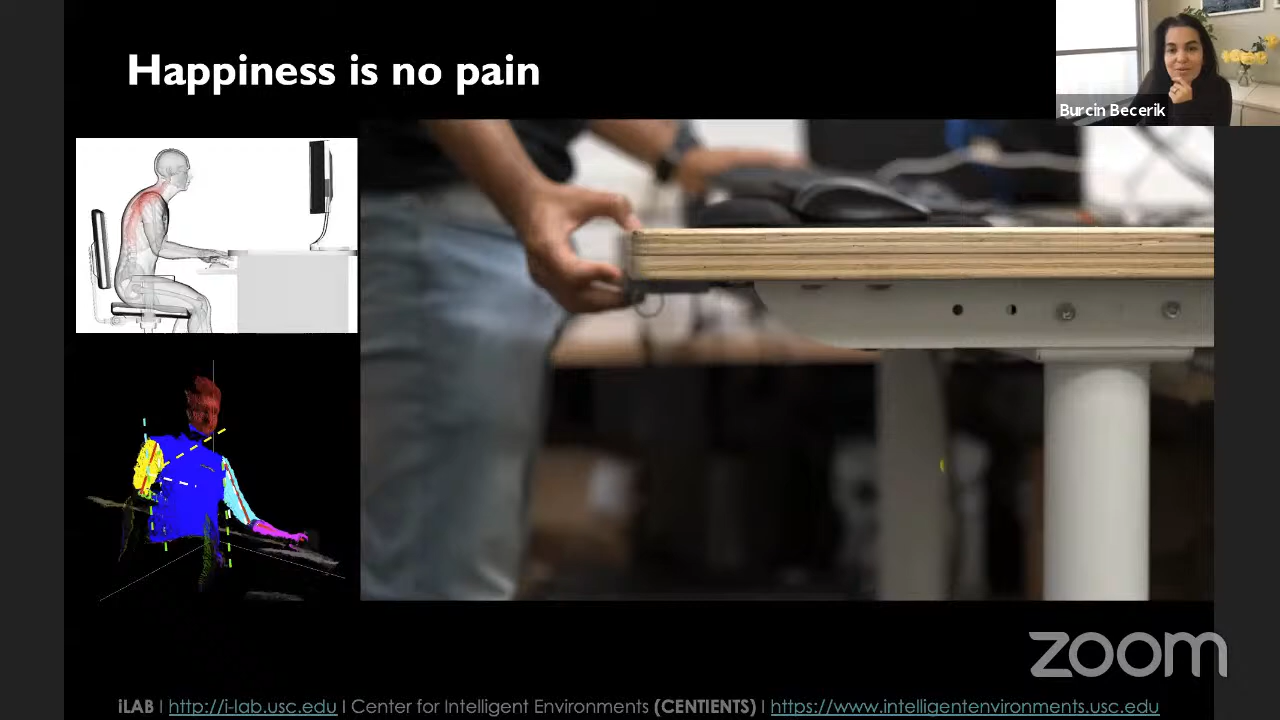 Happiness is no pain
Burcin Becerik
zoom
iLAB I http://i-lab.usc.edu I Center for Intelligent Environments (CENTIENTS) I https://www.intelligentenvironments.usc.edu